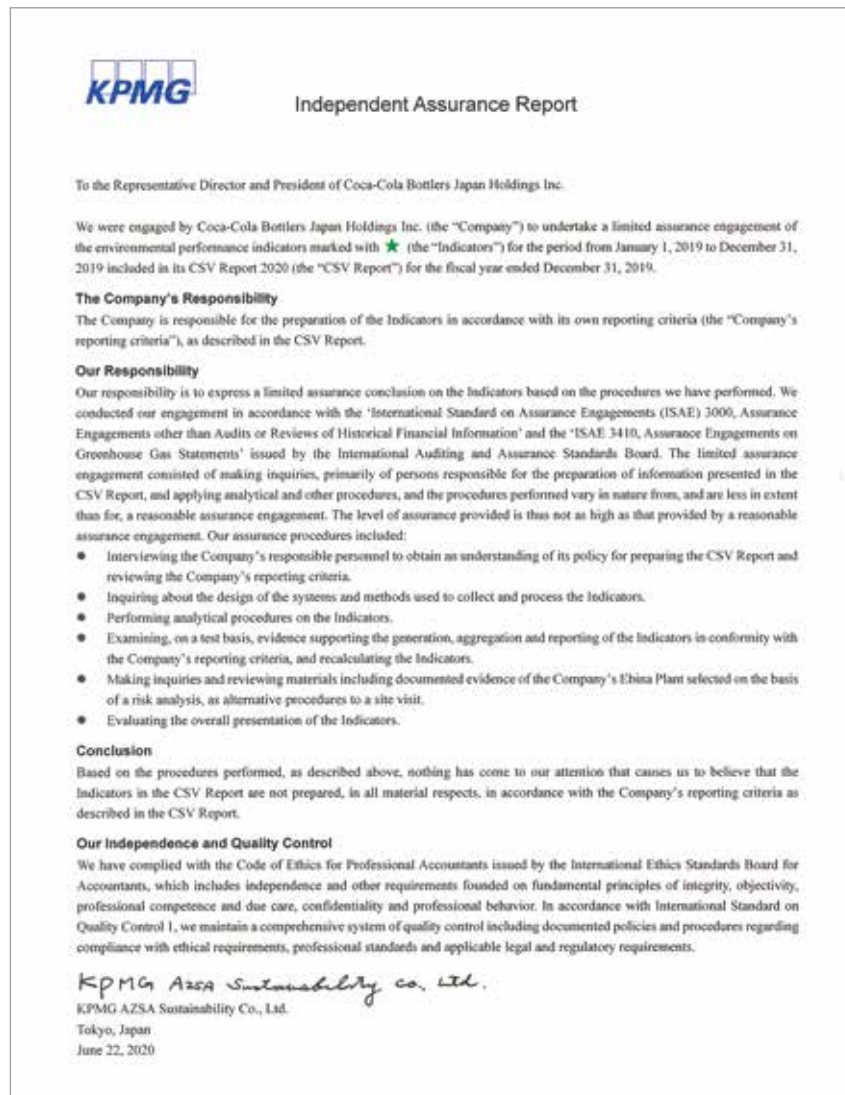 KPMG
Independent Assurance Report
To the Representative Director and President of Coca-Cola Bottlers Japan Holdings Inc.
We were engaged by Coca-Cola Bottlers Japan Holdings Inc. (the “Company”) to undertake a limited assurance engagement of
the environmental performance indicators marked with ★ (the “Indicators”) for the period from January 1, 2019 to December 31,
2019 included in its CSV Report 2020 (the “CSV Report”) for the fiscal year ended December 31, 2019.
The Company’s Responsibility
The Company is responsible for the preparation of the Indicators in accordance with its own reporting criteria (the “Company’s
reporting criteria”), as described in the CSV Report.
Our Responsibility
Our responsibility is to express a limited assurance conclusion on the Indicators based on the procedures we have performed. We
conducted our engagement in accordance with the ‘International Standard on Assurance Engagements (ISAE) 3000, Assurance
Engagements other than Audits or Reviews of Historical Financial Information’ and the ‘ISAE 3410, Assurance Engagements on
Greenhouse Gas Statements’ issued by the International Auditing and Assurance Standards Board. The limited assurance
engagement consisted of making inquiries, primarily of persons responsible for the preparation of information presented in the
CSV Report, and applying analytical and other procedures, and the procedures performed vary in nature from, and are less in extent
than for, a reasonable assurance engagement. The level of assurance provided is thus not as high as that provided by a reasonable
assurance engagement. Our assurance procedures included:
● Interviewing the Company’s responsible personnel to obtain an understanding of its policy for preparing the CSV Report and
reviewing the Company’s reporting criteria.
● Inquiring about the design of the systems and methods used to collect and process the Indicators.
● Performing analytical procedures on the Indicators.
● Examining, on a test basis, evidence supporting the generation, aggregation and reporting of the Indicators in conformity with
the Company’s reporting criteria, and recalculating the Indicators.
● Making inquiries and reviewing materials including documented evidence of the Company’s Ebina Plant selected on the basis
of a risk analysis, as alternative procedures to a site visit.
● Evaluating the overall presentation of the Indicators.
Conclusion
Based on the procedures performed, as described above, nothing has come to our attention that causes us to believe that the
Indicators in the CSV Report are not prepared, in all material respects, in accordance with the Company’s reporting criteria as
described in the CSV Report.
Our Independence and Quality Control
We have complied with the Code of Ethics for Professional Accountants issued by the International Ethics Standards Board for
Accountants, which includes independence and other requirements founded on fundamental principles of integrity, objectivity,
professional competence and due care, confidentiality and professional behavior. In accordance with International Standard on
Quality Control 1, we maintain a comprehensive system of quality control including documented policies and procedures regarding
compliance with ethical requirements, professional standards and applicable legal and regulatory requirements.
KPMG AZSA Sustainability co., Ltd.
KPMG AZSA Sustainability Co., Ltd.
Tokyo, Japan
June 22, 2020